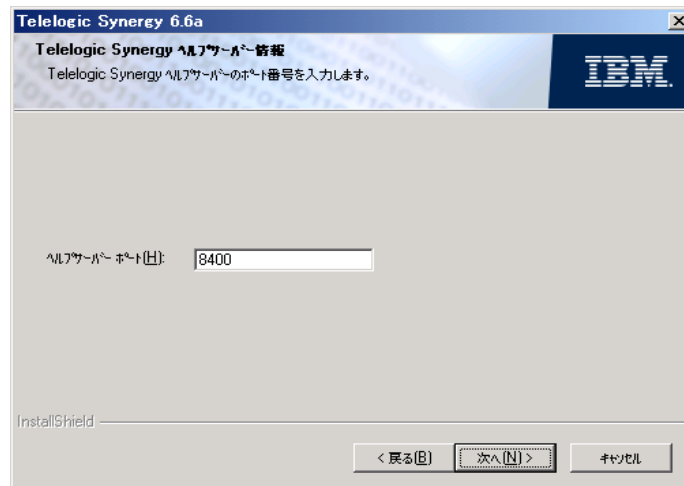 Telelogic Synergy 6.6a
Telelogic Synergy ﾍﾙﾌﾟｻｰﾊﾞｰ情報
Telelogic Synergy ﾍﾙﾌﾟｻｰﾊﾞｰのﾎﾟｰﾄ番号を入力します。
IBM.
ﾍﾙﾌﾟｻｰﾊﾞｰ ﾎﾟｰﾄ(H):
8400
InstallShield
< 戻る(B)
次へ(N) >
ｷｬﾝｾﾙ